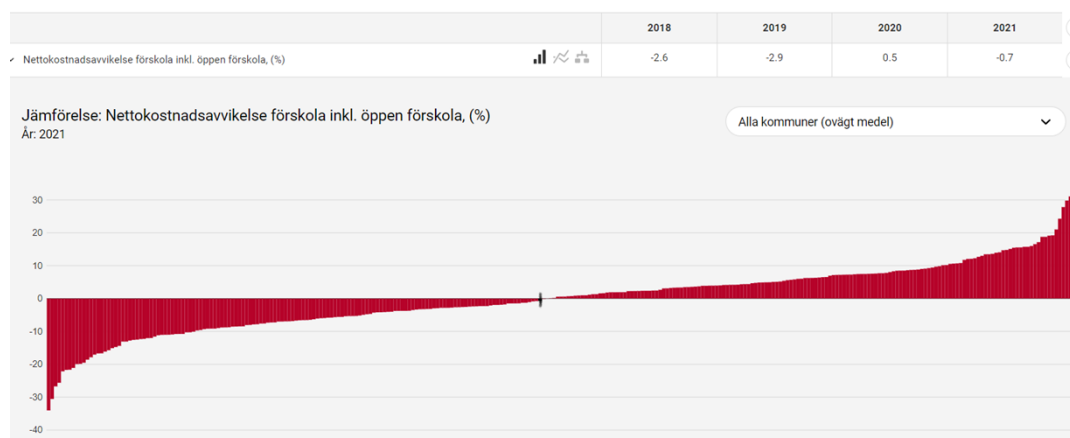 2018 2019 2020 2021
Nettokostnadsavvikelse förskola inkl. öppen förskola, (%) -2.6 -2.9 0.5 -0.7
Jämförelse: Nettokostnadsavvikelse förskola inkl. öppen förskola, (%)
År: 2021
Alla kommuner (ovägt medel)
30
20
10
0
-10
-20
-30
-40